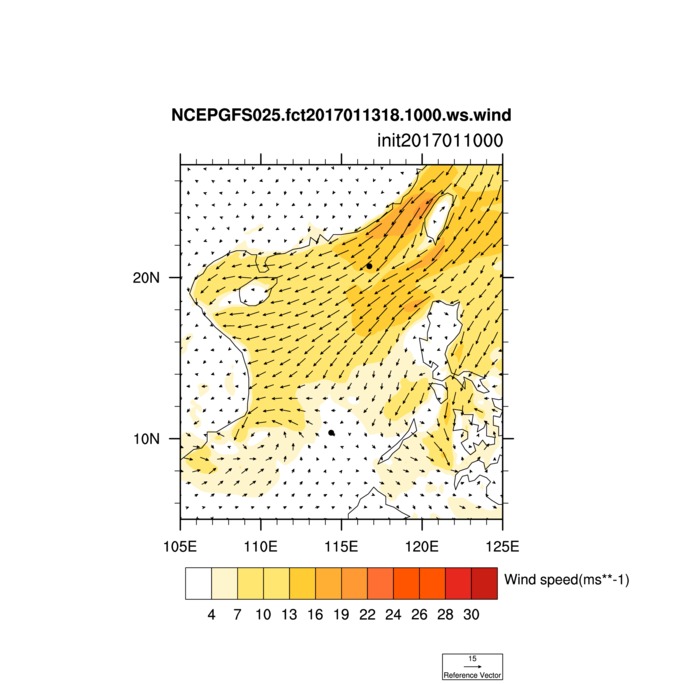 NCEPGFS025.fct2017011318.1000.ws.wind
init2017011000
20N
10N
105E 110E 115E 120E 125E
Wind speed(ms**-1)
4 7 10 13 16 19 22 24 26 28 30
15
Reference Vector